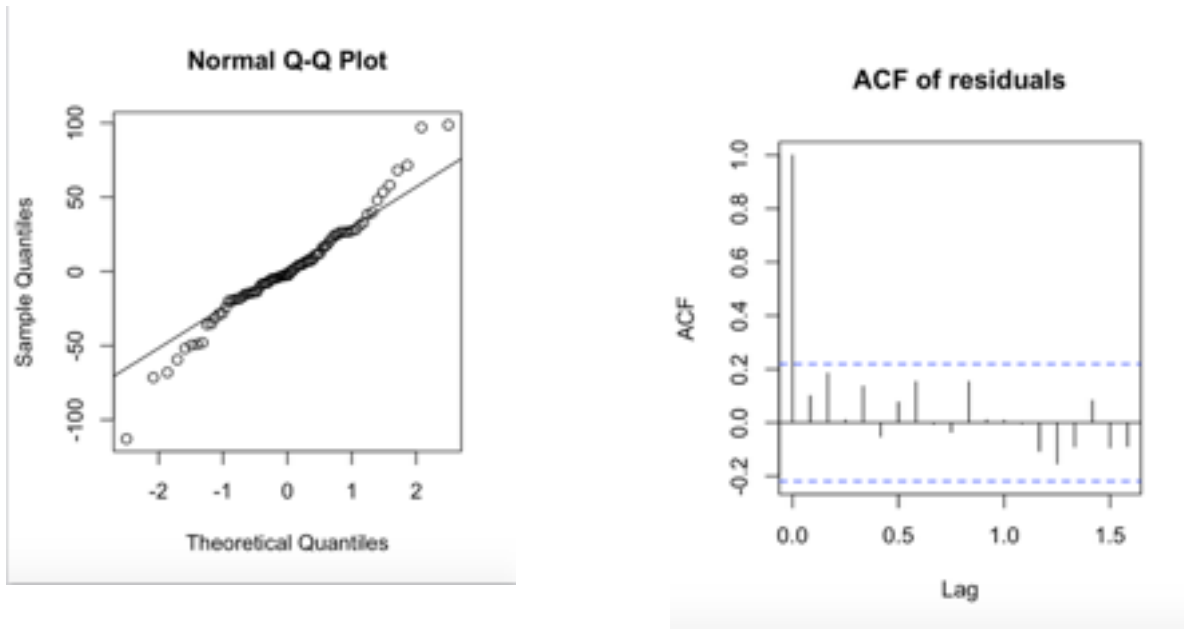 Normal Q-Q Plot
Sample Quantiles
100
50
0
-50
-100
-2 -1 0 1 2
Theoretical Quantiles
ACF of residuals
ACF
1.0
0.8
0.6
0.4
0.2
0.0
-0.2
0.0 0.5 1.0 1.5
Lag